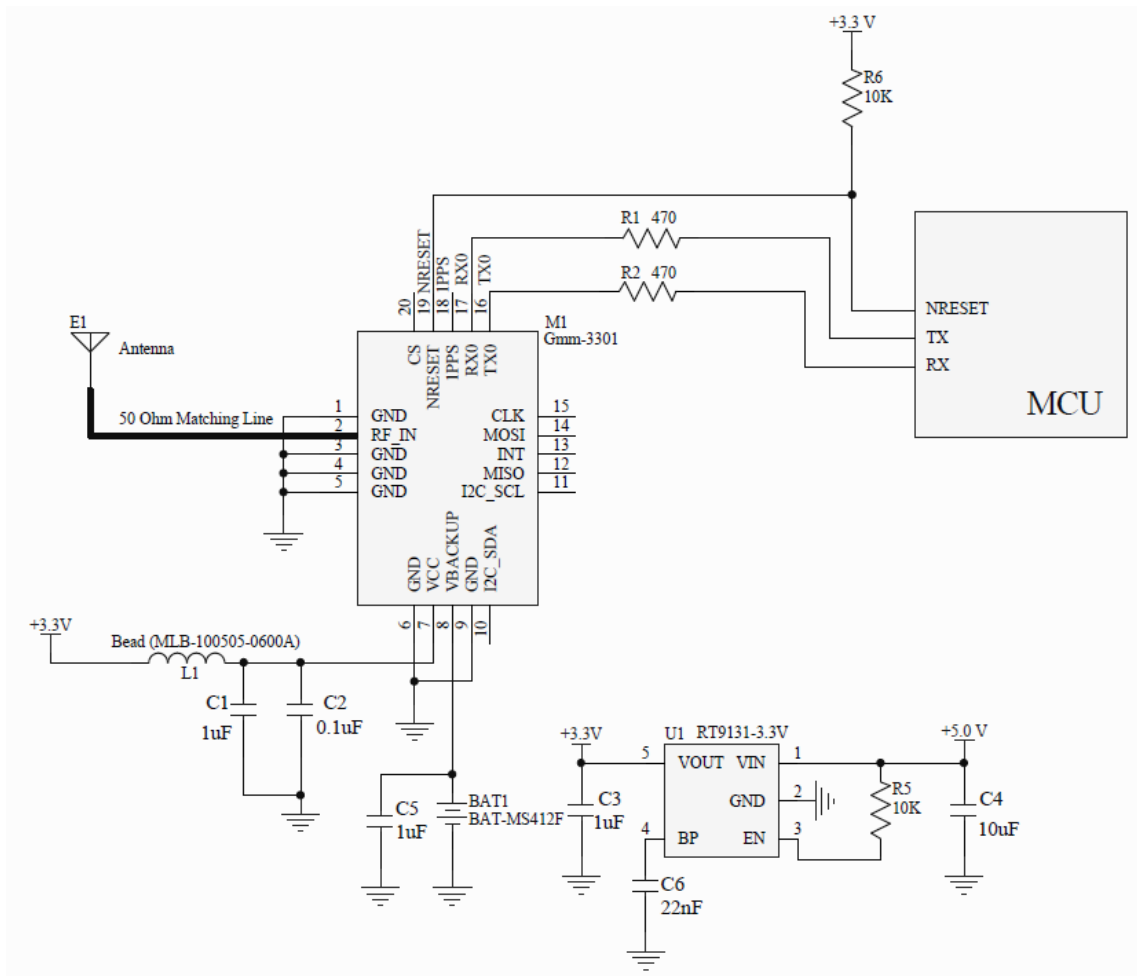 +3.3 V
R6
10K
R1 470
R2 470
20
19 NRESET
18 1PPS
17 RX0
16 TX0
M1
Gmm-3301
NRESET
TX
RX
MCU
E1
Antenna
50 Ohm Matching Line
CS
NRESET
1PPS
RX0
TX0
1 GND
2 RF_IN
3 GND
4 GND
5 GND
CLK 15
MOSI 14
INT 13
MISO 12
I2C_SCL 11
GND
VCC
VBACKUP
GND
I2C_SDA
6
7
8
9
10
+3.3V
Bead (MLB-100505-0600A)
L1
C1
1uF
C2
0.1uF
C5
1uF
BAT1
BAT-MS412F
+3.3V
U1 RT9131-3.3V
+5.0 V
5 VOUT VIN 1
GND 2
4 BP EN 3
C3
1uF
R5
10K
C4
10uF
C6
22nF